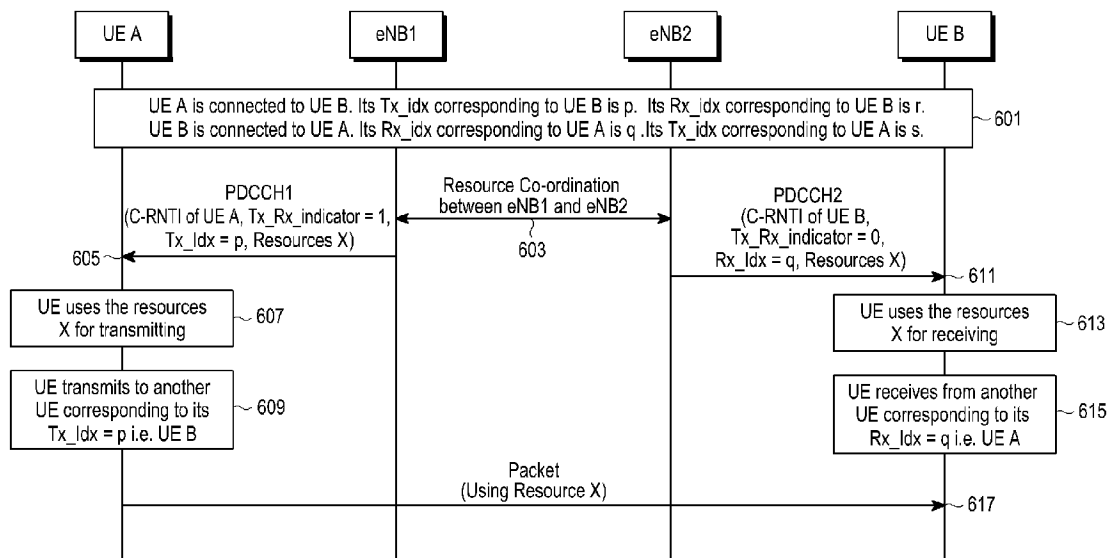 UE A
eNB1
eNB2
UE B
UE A is connected to UE B. Its Tx_idx corresponding to UE B is p. Its Rx_idx corresponding to UE B is r.
UE B is connected to UE A. Its Rx_idx corresponding to UE A is q .Its Tx_idx corresponding to UE A is s.
601
PDCCH1
(C-RNTI of UE A, Tx_Rx_indicator = 1,
Tx_Idx = p, Resources X)
605
Resource Co-ordination
between eNB1 and eNB2
603
PDCCH2
(C-RNTI of UE B,
Tx_Rx_indicator = 0,
Rx_Idx = q, Resources X)
611
UE uses the resources
X for transmitting
607
UE uses the resources
X for receiving
613
UE transmits to another
UE corresponding to its
Tx_Idx = p i.e. UE B
609
UE receives from another
UE corresponding to its
Rx_Idx = q i.e. UE A
615
Packet
(Using Resource X)
617